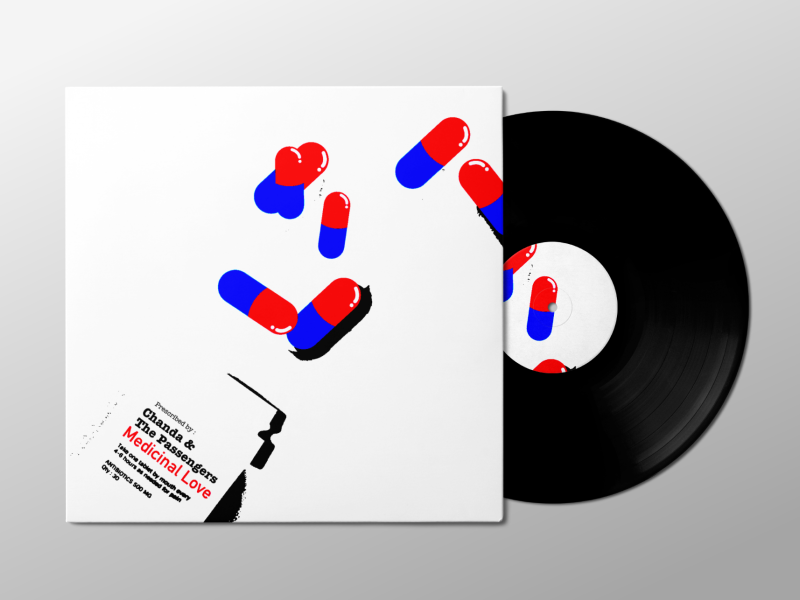 Prescribed by :
Chanda &
The Passengers
Medicinal Love
Take one tablet by mouth every
4-6 hours as needed for pain
ANTIBIOTICS 500 MG
Qty : 30